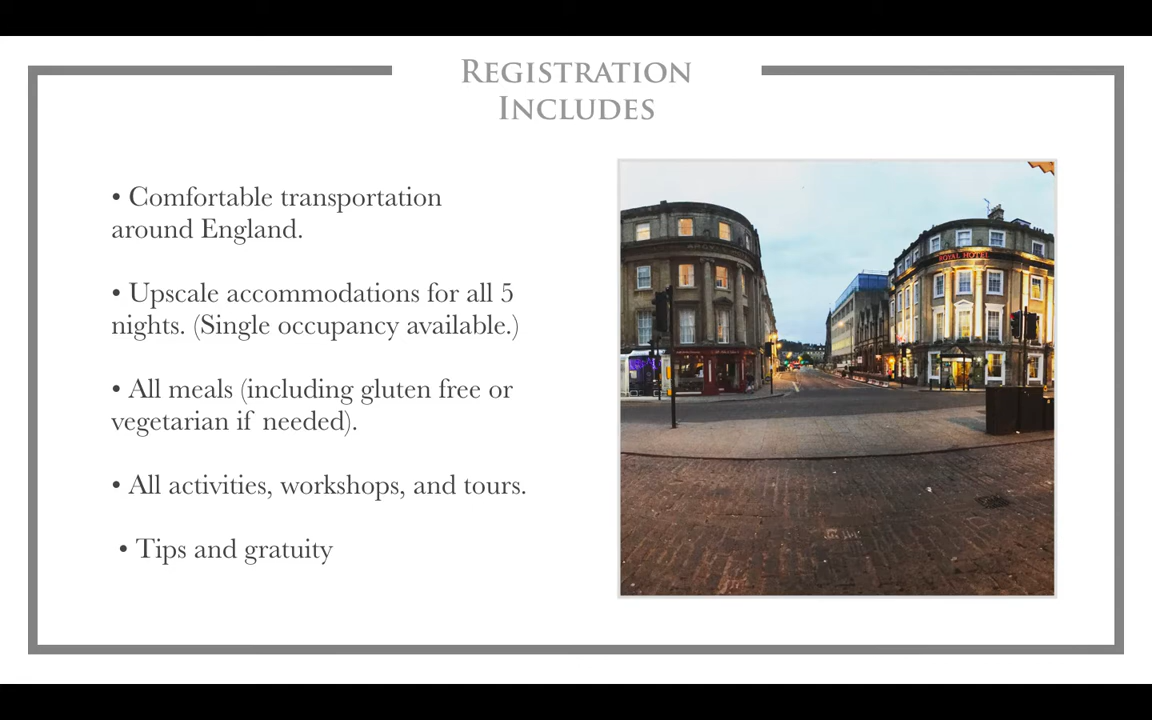 REGISTRATION
INCLUDES
• Comfortable transportation
around England.
• Upscale accommodations for all 5
nights. (Single occupancy available.)
• All meals (including gluten free or
vegetarian if needed).
• All activities, workshops, and tours.
• Tips and gratuity
ROYAL HOTEL